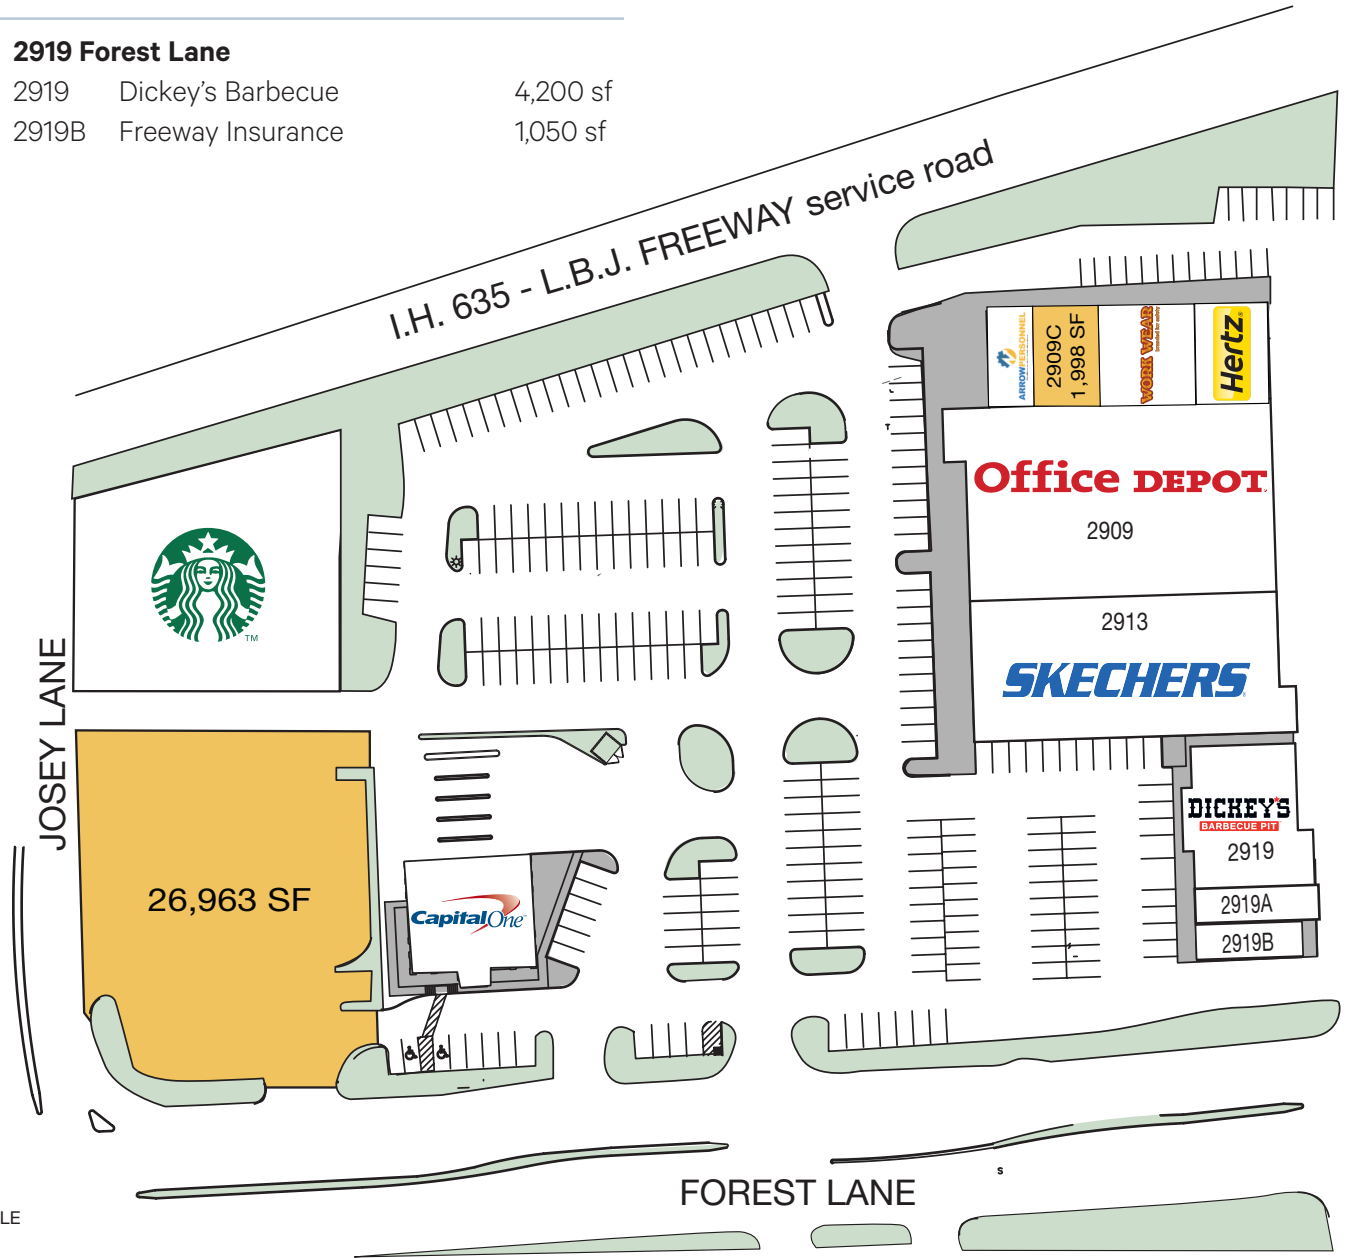 2919 Forest Lane
2919 Dickey's Barbecue 4,200 sf
2919B Freeway Insurance 1,050 sf
I.H. 635 - L.B.J. FREEWAY service road
ARROWPERSONNEL
2909C
1,998 SF
WORK WEAR
Hertz
Office DEPOT
2909
2913
SKECHERS
TM
JOSEY LANE
26,963 SF
CapitalOne
DICKEY'S
BARBECUE PIT
2919
2919A
2919B
T
S
FOREST LANE
LE